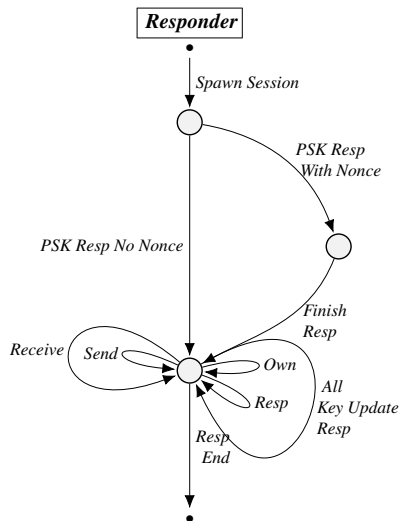 Responder
Spawn Session
PSK Resp
With Nonce
PSK Resp No Nonce
Finish
Resp
Receive
Send
Own
Resp
All
Key Update
Resp
Resp
End